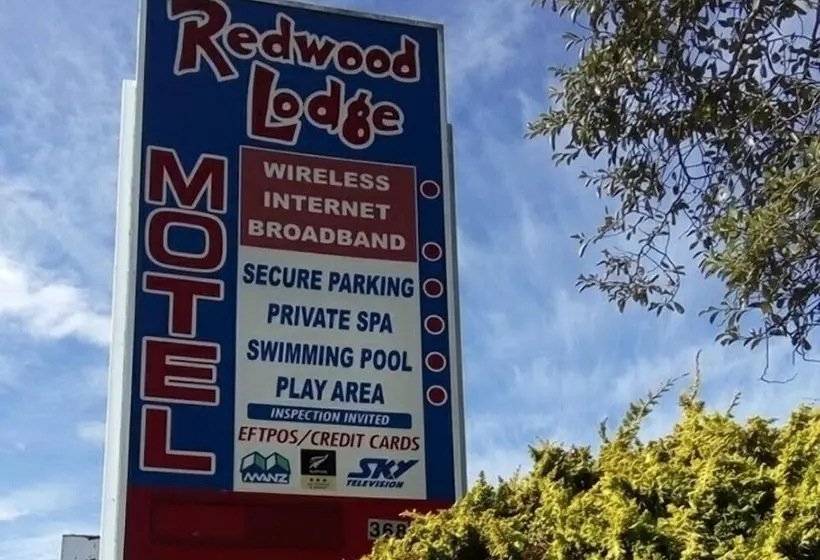 Redwood
Lodge
MOTEL
WIRELESS
INTERNET
BROADBAND
SECURE PARKING
PRIVATE SPA
SWIMMING POOL
PLAY AREA
INSPECTION INVITED
EFTPOS/CREDIT CARDS
MANZ
SKY
TELEVISION